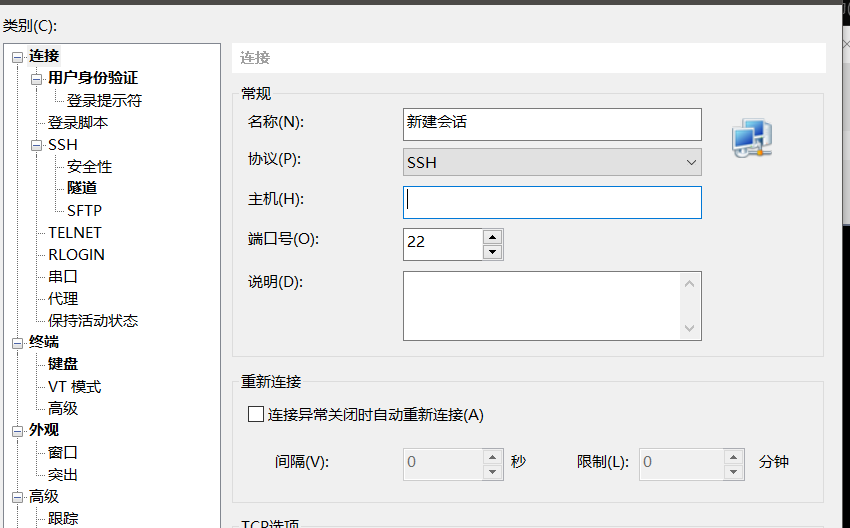 类别(C):
连接
用户身份验证
登录提示符
登录脚本
SSH
安全性
隧道
SFTP
TELNET
RLOGIN
串口
代理
保持活动状态
终端
键盘
VT 模式
高级
外观
窗口
突出
高级
跟踪
连接
常规
名称(N):
新建会话
协议(P):
SSH
主机(H):
端口号(O):
22
说明(D):
重新连接
连接异常关闭时自动重新连接(A)
间隔(V):
0
秒
限制(L):
0
分钟
TCP选项